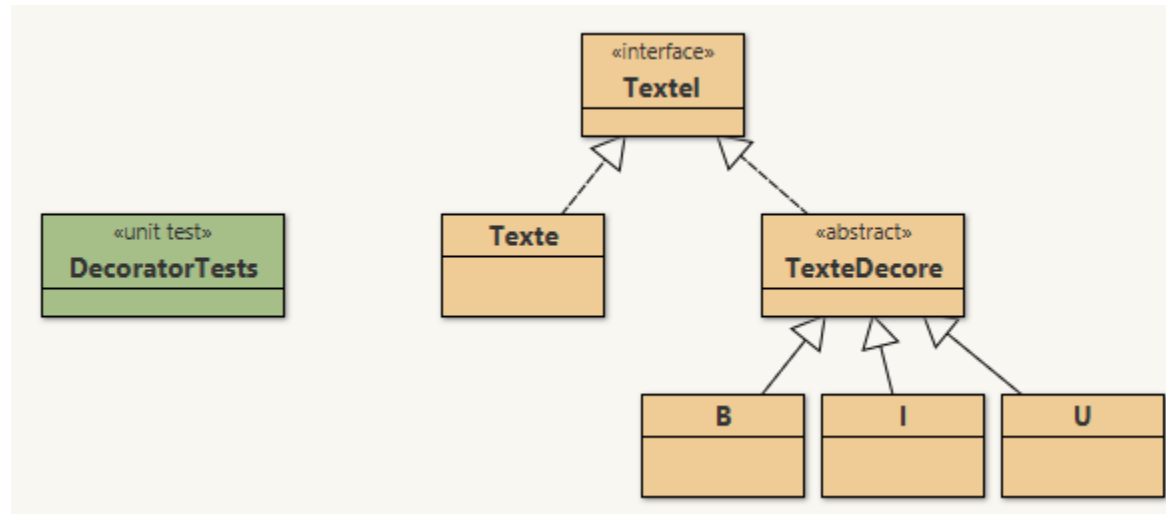 «interface»
TexteI
«unit test»
DecoratorTests
Texte
«abstract»
TexteDecore
B
I
U